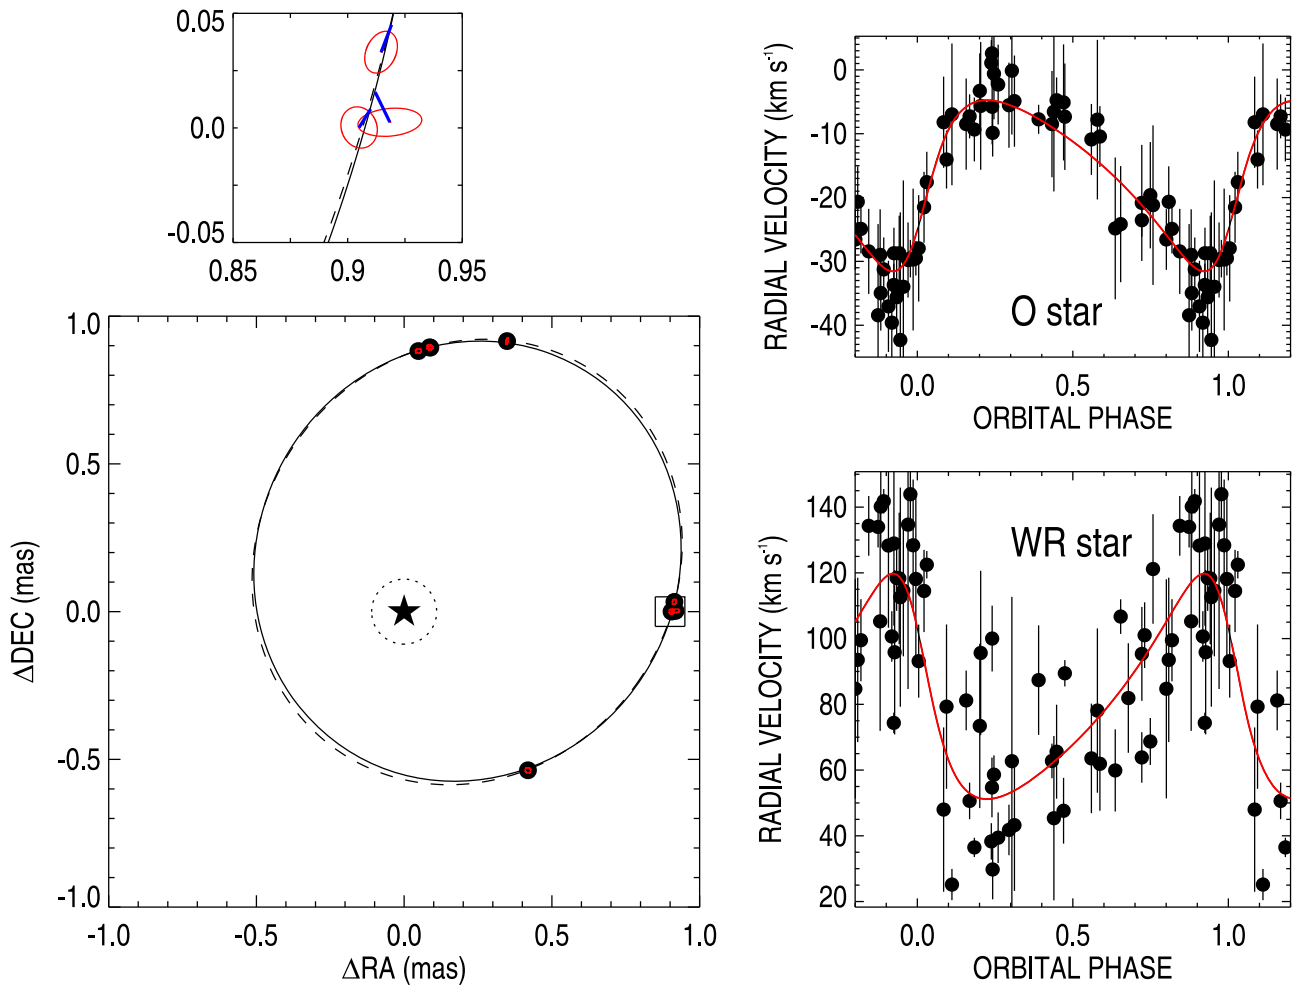 0.05
0.0
-0.05
0.85 0.9 0.95
1.0
0.5
0.0
-0.5
-1.0
-1.0 -0.5 0.0 0.5 1.0
ΔDEC (mas)
ΔRA (mas)
0
-10
-20
-30
-40
RADIAL VELOCITY (km s⁻¹)
O star
0.0 0.5 1.0
ORBITAL PHASE
140
120
100
80
60
40
20
RADIAL VELOCITY (km s⁻¹)
WR star
0.0 0.5 1.0
ORBITAL PHASE